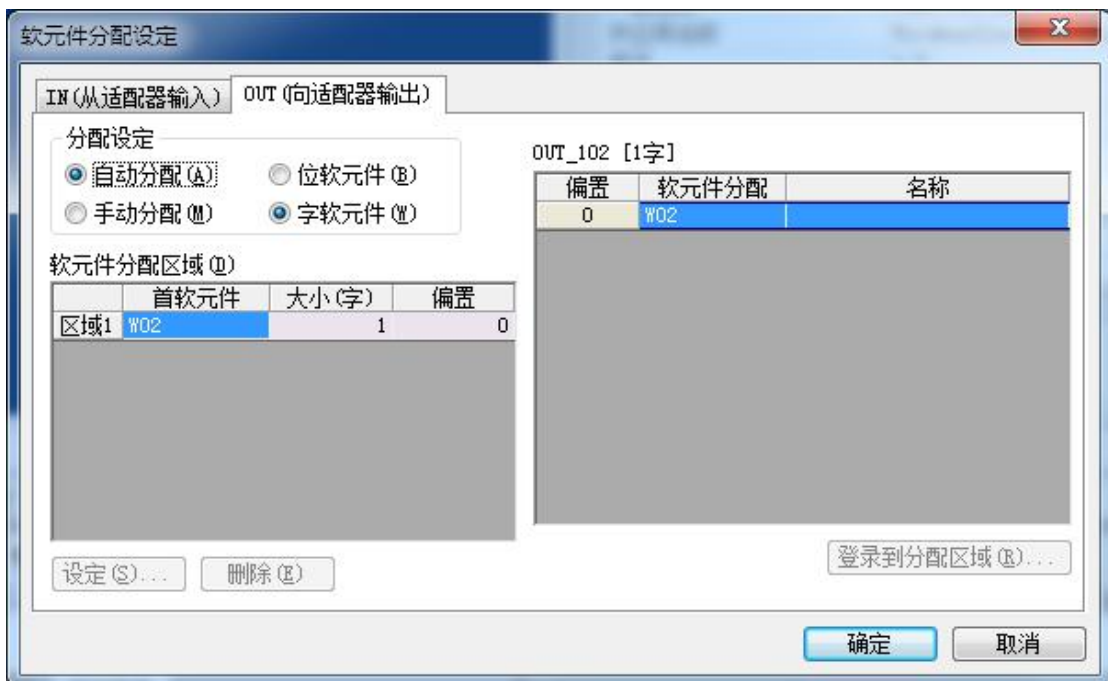 软元件分配设定
IN(从适配器输入) OUT(向适配器输出)
分配设定
自动分配(A) 位软元件(B)
手动分配(M) 字软元件(W)
软元件分配区域(D)
首软元件 大小(字) 偏置
区域1 W02 1 0
设定(S)... 删除(E)
OUT_102 [1字]
偏置 软元件分配 名称
0 W02
登录到分配区域(R)...
确定 取消